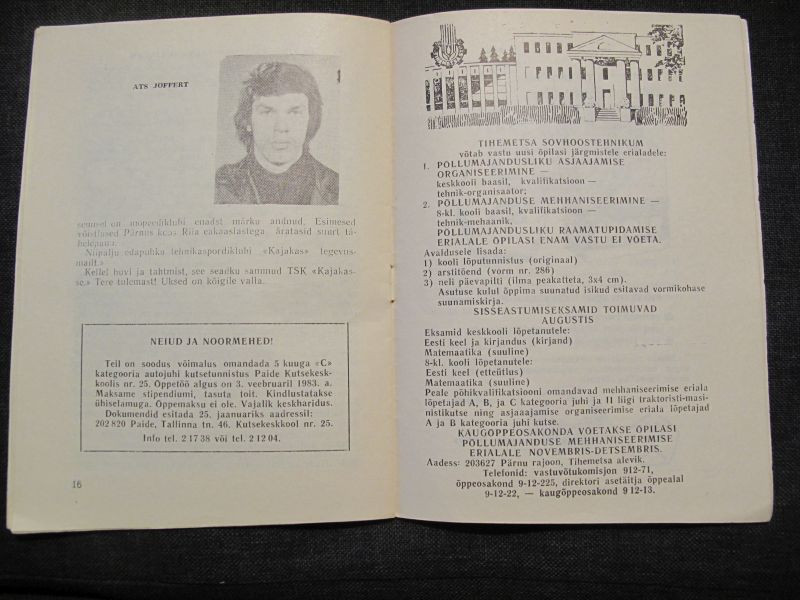 ATS JOFFERT
semusel on mopeediklubi endast märku andnud. Esimesed
võistlused Pärnus koos Riia eakaaslastega äratasid suurt tä-
helepanu.
Niipalju edapuhku tehnikaspordiklubi «Kajakas» tegevus-
mailt.
Kellel huvi ja tahtmist, see seadku sammud TSK «Kajakas-
se.» Tere tulemast! Uksed on kõigile valla.
NEIUD JA NOORMEHED!
Teil on soodus võimalus omandada 5 kuuga «C»
kategooria autojuhi kutsetunnistus Paide Kutsekesk-
koolis nr. 25. Õppetöö algus on 3. veebruaril 1983. a.
Maksame stipendiumi, tasuta toit. Kindlustatakse
ühiselamuga. Õppemaksu ei ole. Vajalik keskharidus.
Dokumendid esitada 25. jaanuariks aadressil:
202 820 Paide, Tallinna tn. 46. Kutsekeskkool nr. 25.
Info tel. 2 17 38 või tel. 2 12 04.
16
TIHEMETSA SOVHOOSTEHNIKUM
võtab vastu uusi õpilasi järgmistele erialadele:
1. PÕLLUMAJANDUSLIKU ASJAAJAMISE
ORGANISEERIMINE —
keskkooli baasil, kvalifikatsioon —
tehnik-organisaator;
2. PÕLLUMAJANDUSE MEHHANISEERIMINE —
8-kl. kooli baasil, kvalifikatsioon —
tehnik-mehaanik,
PÕLLUMAJANDUSLIKU RAAMATUPIDAMISE
ERIALALE ÕPILASI ENAM VASTU EI VÕETA.
Avaldusele lisada:
1) kooli lõputunnistus (originaal)
2) arstitõend (vorm nr. 286)
3) neli päevapilti (ilma peakatteta, 3x4 cm).
Asutuse kulul õppima suunatud isikud esitavad vormikohase
suunamiskirja.
SISSEASTUMISEKSAMID TOIMUVAD
AUGUSTIS
Eksamid keskkooli lõpetanutele:
Eesti keel ja kirjandus (kirjand)
Matemaatika (suuline)
8-kl. kooli lõpetanutele:
Eesti keel (etteütlus)
Matemaatika (suuline)
Peale põhikvalifikatsiooni omandavad mehhaniseerimise eriala
lõpetajad A, B, ja C kategooria juhi ja II liigi traktoristi-masi-
nistikutse ning asjaajamise organiseerimise eriala lõpetajad
A ja B kategooria juhi kutse.
KAUGÕPPEOSAKONDA VÕETAKSE ÕPILASI
PÕLLUMAJANDUSE MEHHANISEERIMISE
ERIALALE NOVEMBRIS-DETSEMBRIS.
Aadess: 203627 Pärnu rajoon, Tihemetsa alevik.
Telefonid: vastuvõtukomisjon 912-71,
õppeosakond 9-12-225, direktori asetäitja õppealal
9-12-22, — kaugõppeosakond 9 12-13.